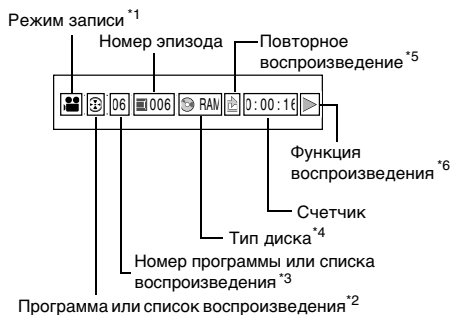 Режим записи*1
Номер эпизода
Повторное
воспроизведение*5
06 006 RAM 0:00:16
Функция
воспроизведения*6
Счетчик
Тип диска*4
Номер программы или списка
воспроизведения*3
Программа или список воспроизведения*2